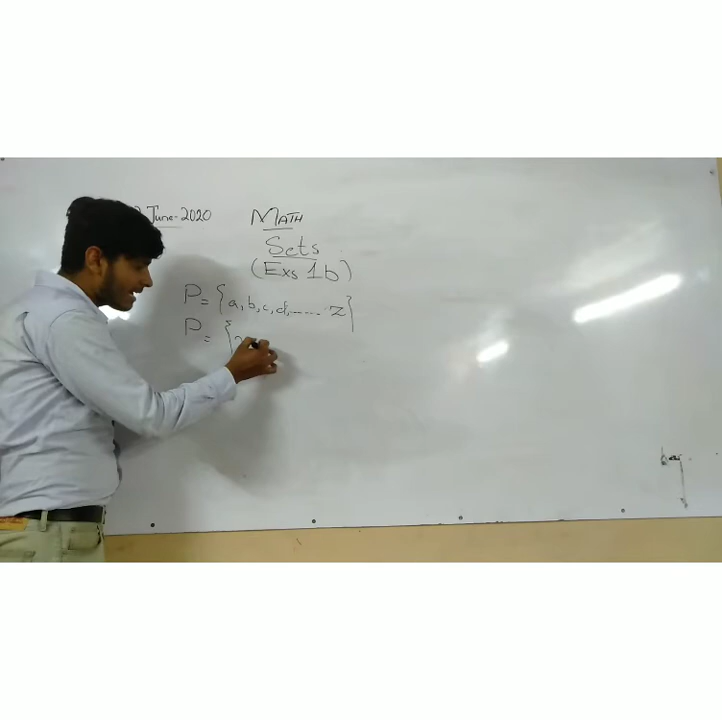 June-2020
MATH
Sets
(Exs 1b)
P = {a, b, c, d, ...... z}
P = {